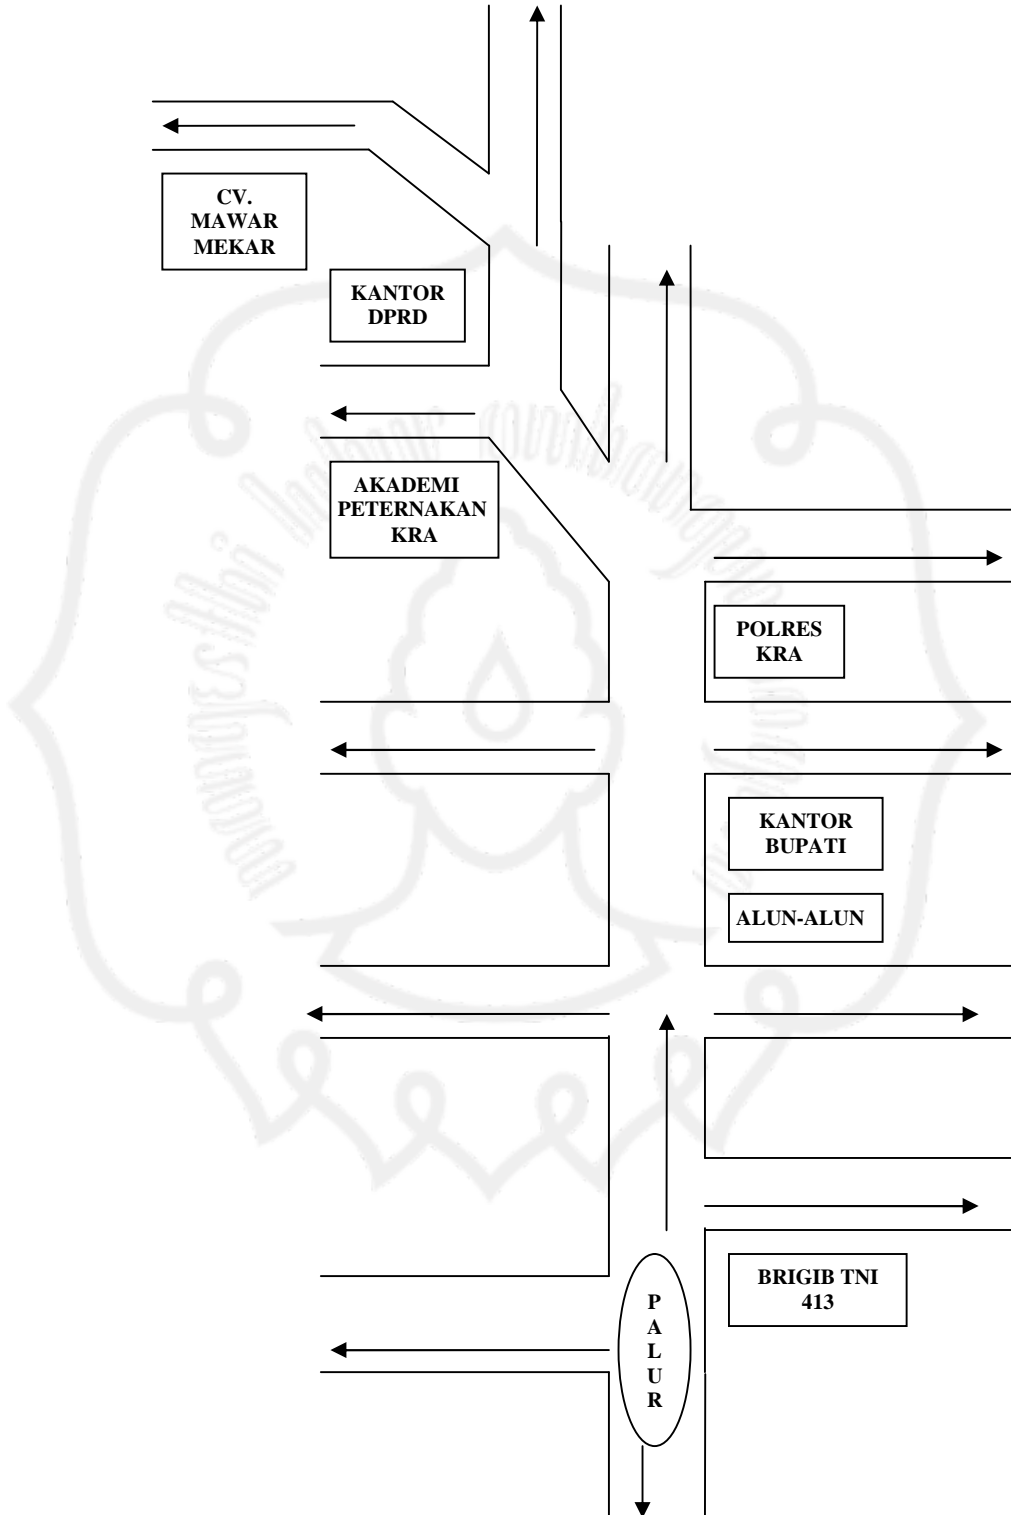 CV.
MAWAR
MEKAR
KANTOR
DPRD
AKADEMI
PETERNAKAN
KRA
POLRES
KRA
KANTOR
BUPATI
ALUN-ALUN
BRIGIB TNI
413
P
A
L
U
R